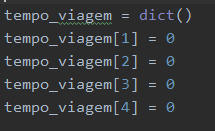 tempo_viagem = dict()
tempo_viagem[1] = 0
tempo_viagem[2] = 0
tempo_viagem[3] = 0
tempo_viagem[4] = 0